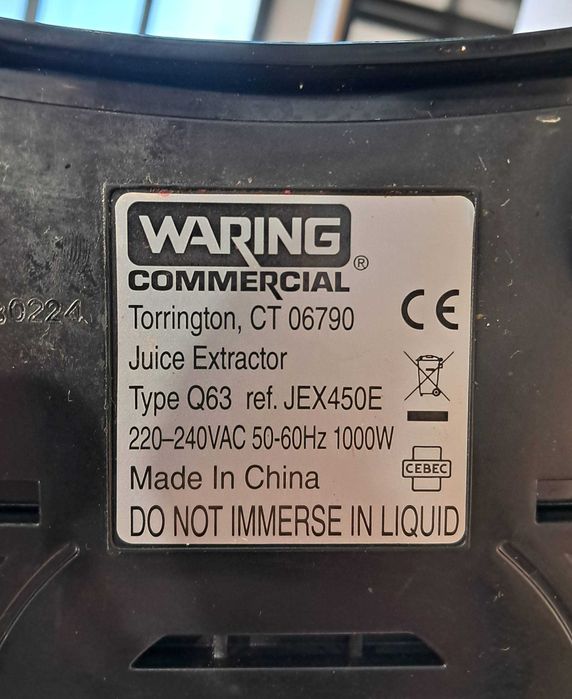 WARING
COMMERCIAL®
Torrington, CT 06790
Juice Extractor
Type Q63 ref. JEX450E
220–240VAC 50-60Hz 1000W
Made In China
DO NOT IMMERSE IN LIQUID
CE
CEBEC
0224